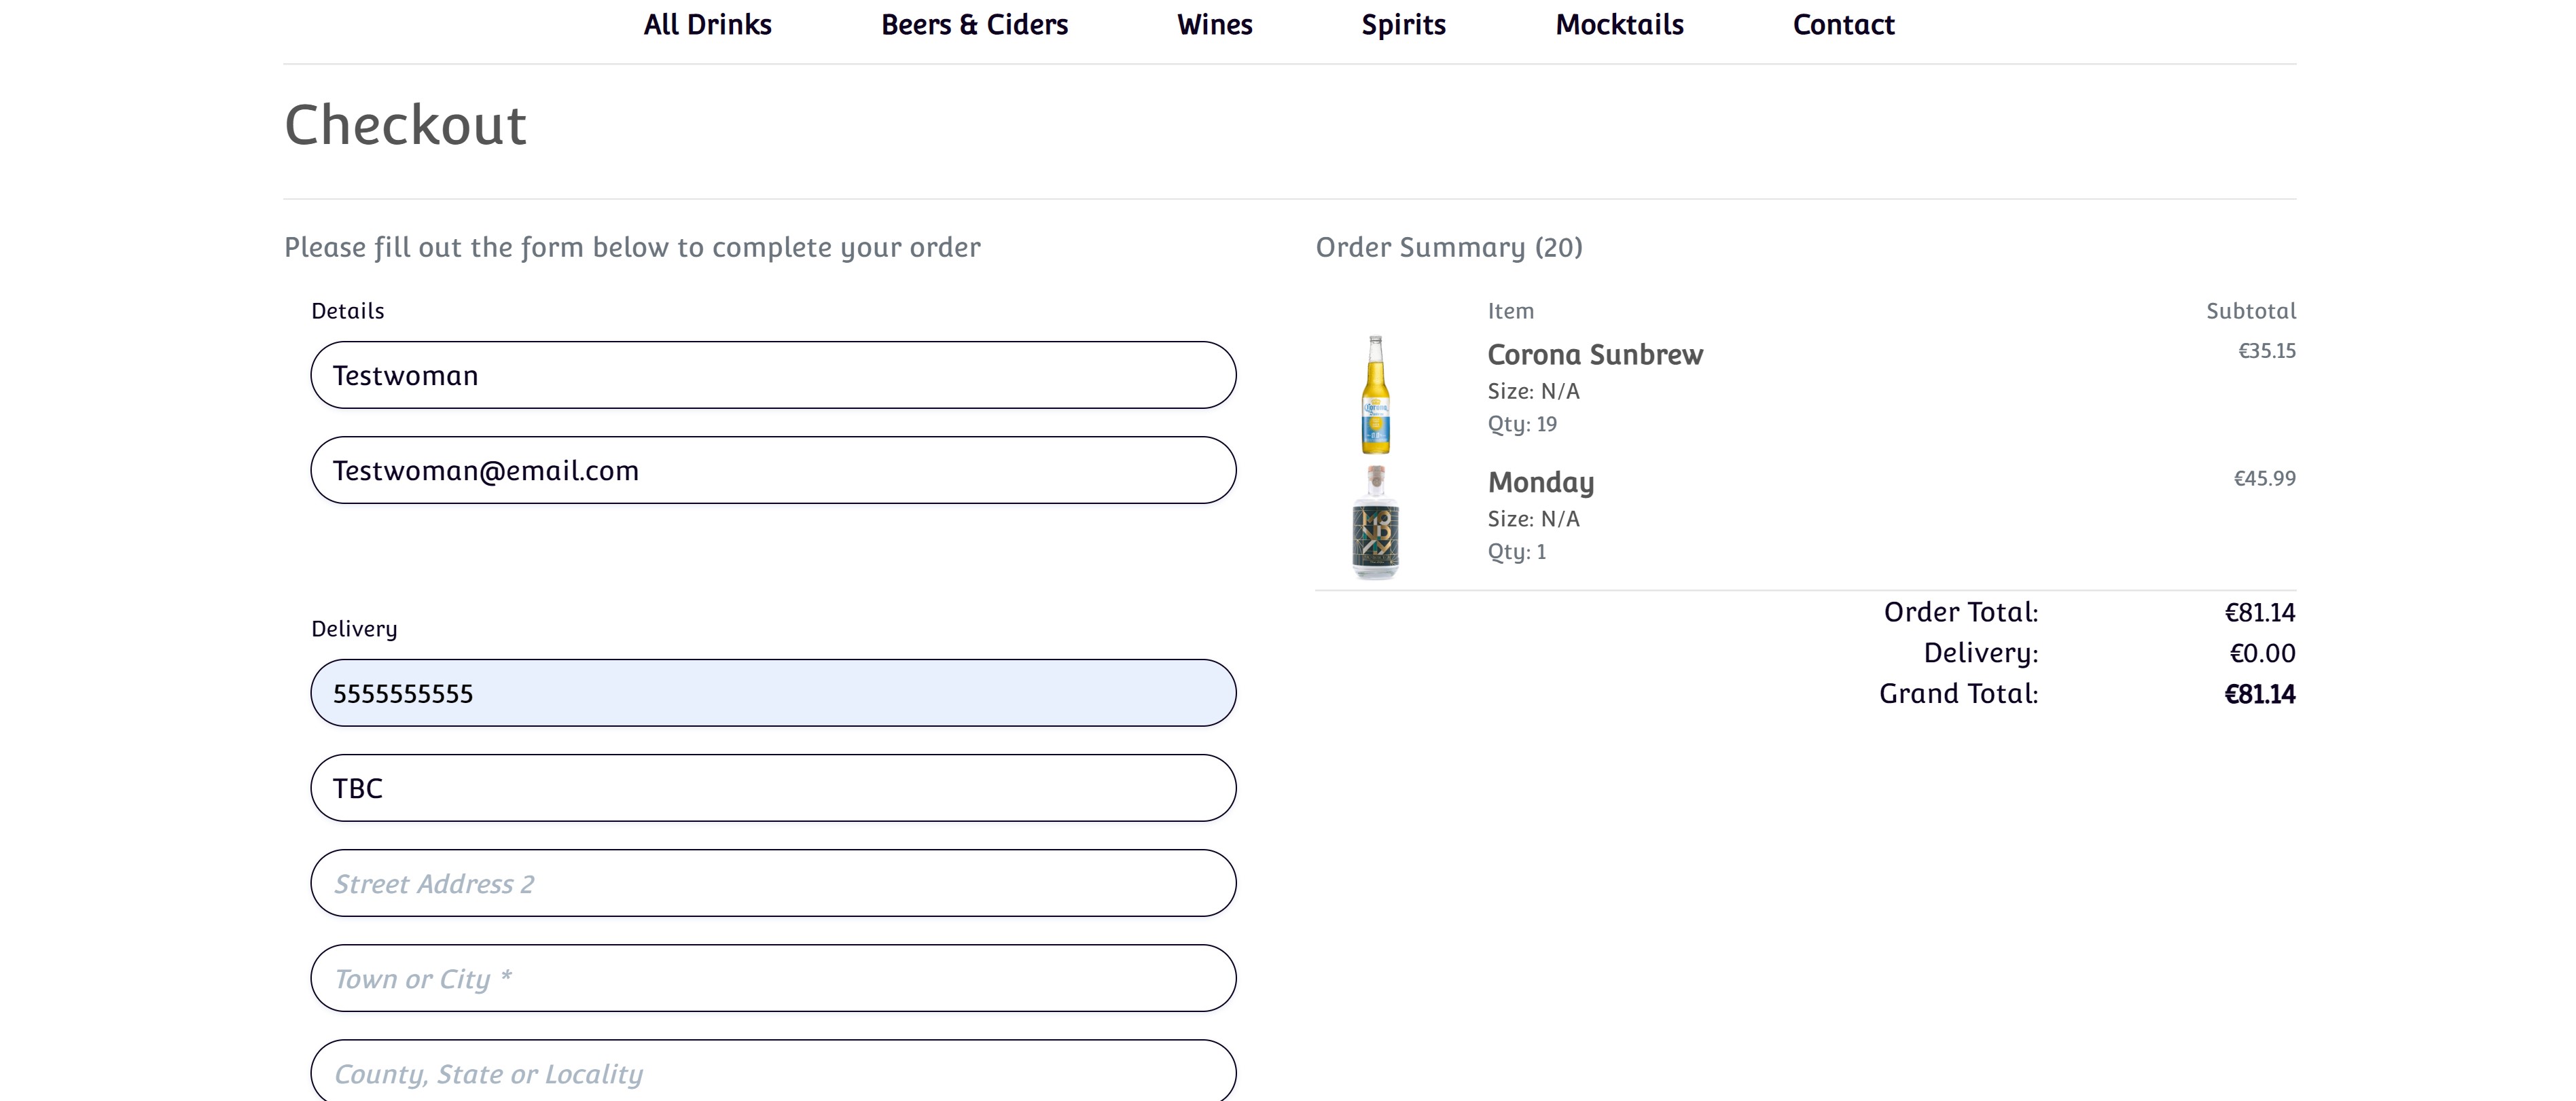 All Drinks Beers & Ciders Wines Spirits Mocktails Contact
Checkout
Please fill out the form below to complete your order
Details
Testwoman
Testwoman@email.com
Delivery
5555555555
TBC
Street Address 2
Town or City *
County, State or Locality
Order Summary (20)
Item Subtotal
Corona Sunbrew €35.15
Size: N/A
Qty: 19
Monday €45.99
Size: N/A
Qty: 1
Order Total: €81.14
Delivery: €0.00
Grand Total: €81.14